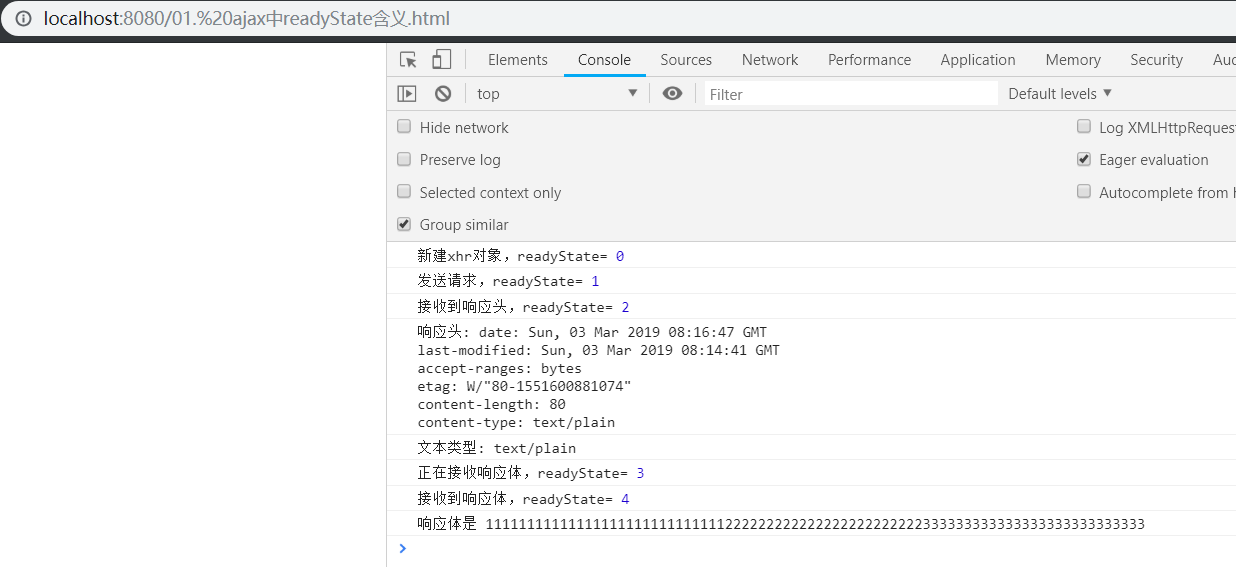 localhost:8080/01.%20ajax中readyState含义.html
Elements Console Sources Network Performance Application Memory Security
top Filter Default levels
Hide network Log XMLHttpRequest
Preserve log Eager evaluation
Selected context only Autocomplete from
Group similar
新建xhr对象，readyState= 0
发送请求，readyState= 1
接收到响应头，readyState= 2
响应头: date: Sun, 03 Mar 2019 08:16:47 GMT
last-modified: Sun, 03 Mar 2019 08:14:41 GMT
accept-ranges: bytes
etag: W/"80-1551600881074"
content-length: 80
content-type: text/plain
文本类型: text/plain
正在接收响应体，readyState= 3
接收到响应体，readyState= 4
响应体是 11111111111111111111111111111222222222222222222222222333333333333333333333333333